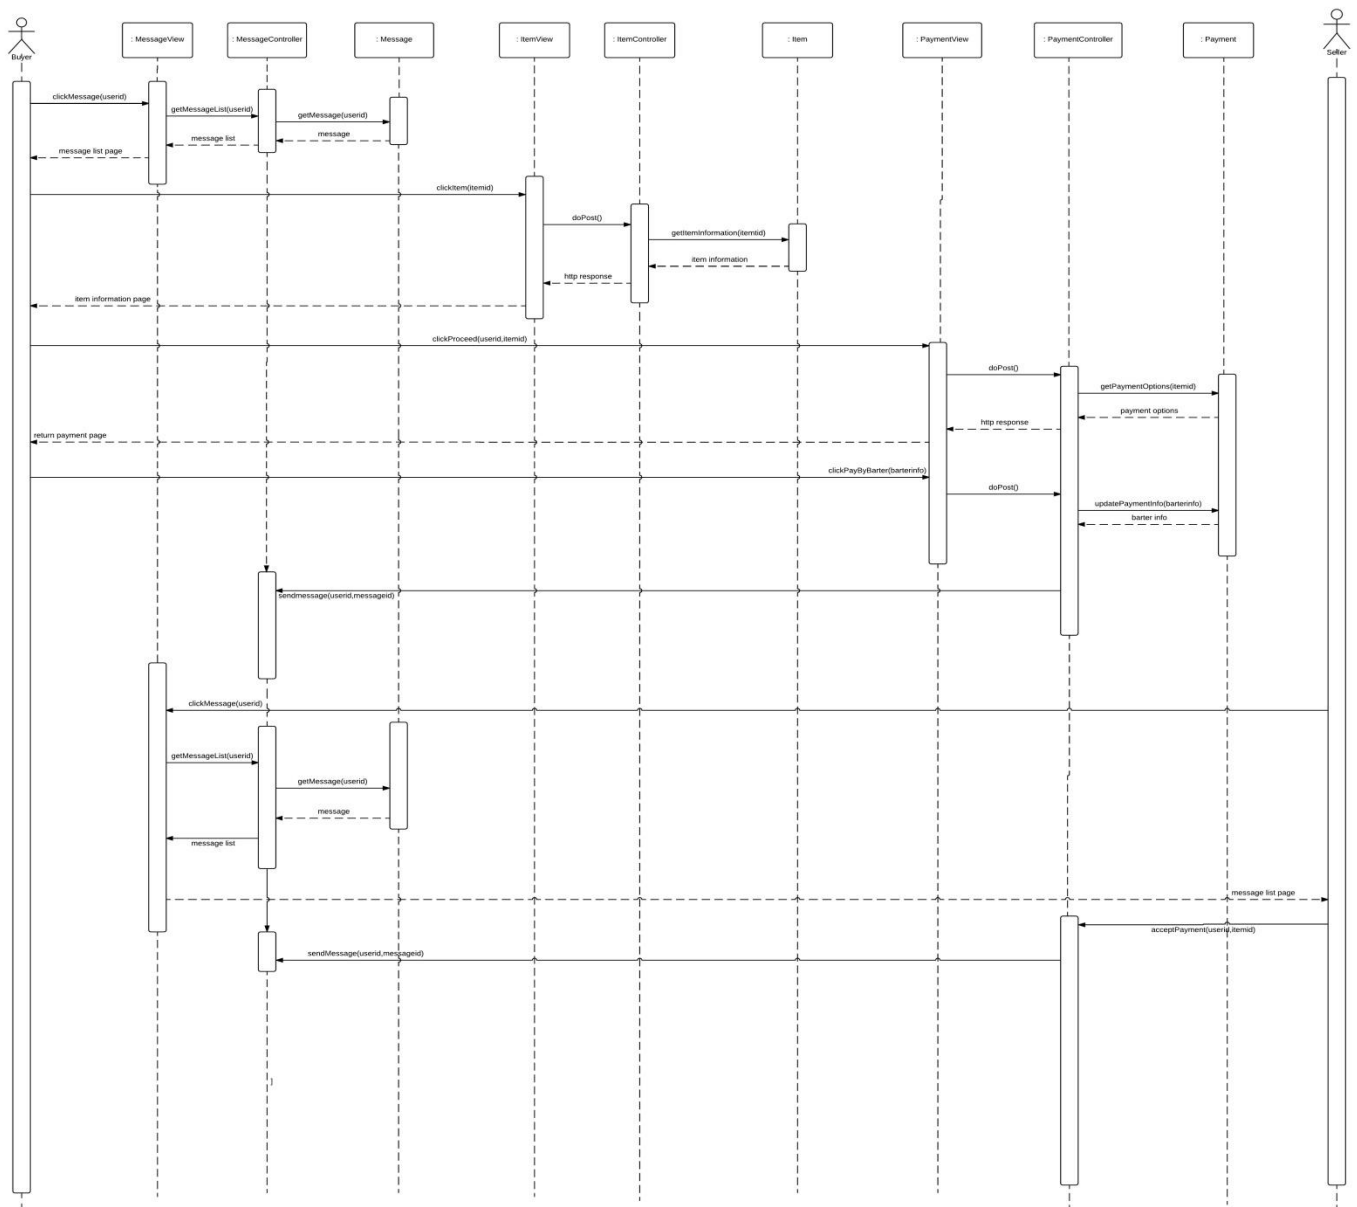 Buyer
: MessageView
: MessageController
: Message
: ItemView
: ItemController
: Item
: PaymentView
: PaymentController
: Payment
Seller
clickMessage(userid)
getMessageList(userid)
getMessage(userid)
message
message list
message list page
clickItem(itemid)
doPost()
getItemInformation(itemtid)
item information
http response
item information page
clickProceed(userid,itemid)
doPost()
getPaymentOptions(itemid)
payment options
http response
return payment page
clickPayByBarter(barterinfo)
doPost()
updatePaymentInfo(barterinfo)
barter info
sendmessage(userid,messageid)
clickMessage(userid)
getMessageList(userid)
getMessage(userid)
message
message list
message list page
acceptPayment(userid,itemid)
sendMessage(userid,messageid)